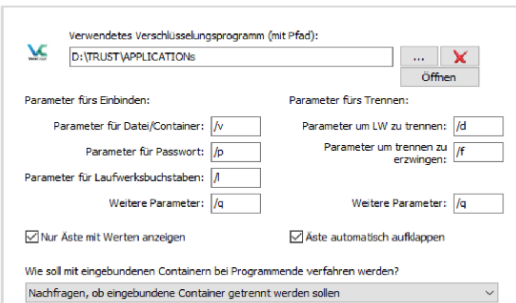 Verwendetes Verschlüsselungsprogramm (mit Pfad):
D:\TRUST\APPLICATIONs
...
Öffnen
Parameter fürs Einbinden:
Parameter für Datei/Container: /v
Parameter für Passwort: /p
Parameter für Laufwerksbuchstaben: /l
Weitere Parameter: /q
Parameter fürs Trennen:
Parameter um LW zu trennen: /d
Parameter um trennen zu
erzwingen: /f
Weitere Parameter: /q
Nur Äste mit Werten anzeigen
Äste automatisch aufklappen
Wie soll mit eingebundenen Containern bei Programmende verfahren werden?
Nachfragen, ob eingebundene Container getrennt werden sollen